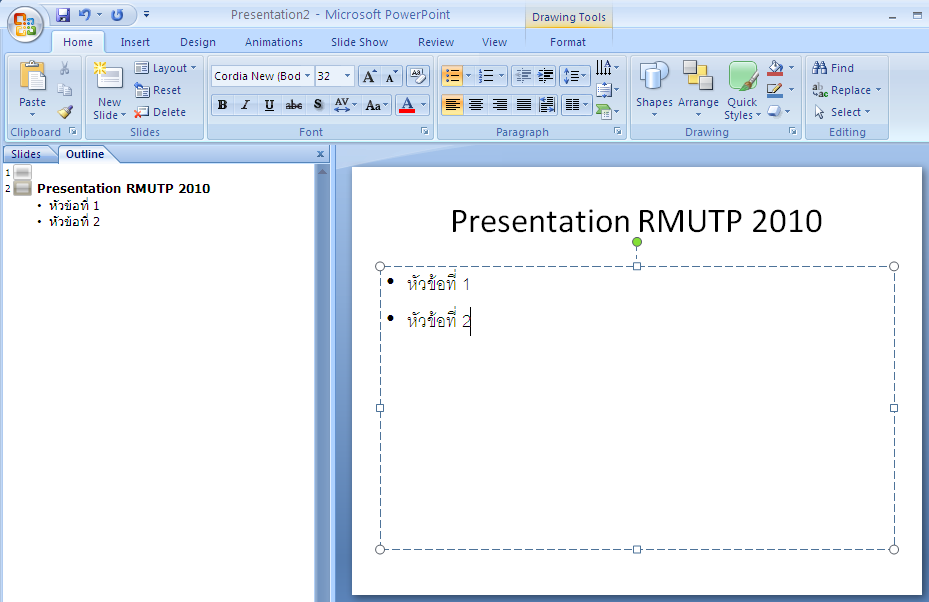 Presentation2 - Microsoft PowerPoint
Drawing Tools
Home Insert Design Animations Slide Show Review View Format
Paste
Clipboard
New
Slide
Layout
Reset
Delete
Slides
Cordia New (Bod 32 A A
B I U abc S AV Aa A
Font
Paragraph
Shapes Arrange Quick
Styles
Drawing
Find
Replace
Select
Editing
Slides Outline x
1
2 Presentation RMUTP 2010
• หัวข้อที่ 1
• หัวข้อที่ 2
Presentation RMUTP 2010
• หัวข้อที่ 1
• หัวข้อที่ 2